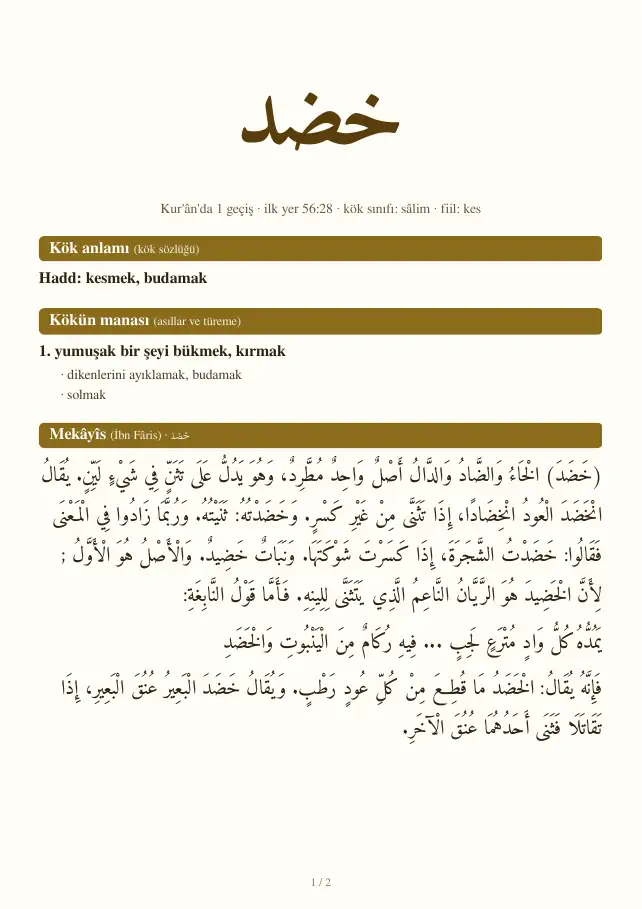 خضد
Kur'ân'da 1 geçiş · ilk yer 56:28 · kök sınıfı: sâlim · fiil: kes
Kök anlamı (kök sözlüğü)
Hadd: kesmek, budamak
Kökün manası (asıllar ve türeme)
1. yumuşak bir şeyi bükmek, kırmak
· dikenlerini ayıklamak, budamak
· solmak
Mekâyîs (İbn Fâris) · خَضَدَ
(خَضَدَ) الْخَاءُ والضَّادُ وَالدَّالُ أَصْلٌ وَاحِدٌ مُطَّرِدٌ، وَهُوَ يَدُلُّ عَلَى تَثَنٍّ فِي شَيْءٍ لَيِّنٍ. يُقَالُ
انْخَضَدَ الْعُودُ انْخِضَادًا، إِذَا تَثَنَّى مِنْ غَيْرِ كَسْرٍ. وَخَضَدْتُهُ: ثَنَيْتُهُ. وَرُبَّمَا زَادُوا فِي الْمَعْنَى
فَقَالُوا: خَضَدْتُ الشَّجَرَةَ، إِذَا كَسَرْتَ شَوْكَتَهَا. وَنَبَاتٌ خَضِيدٌ. وَالْأَصْلُ هُوَ الْأَوَّلُ ;
لِأَنَّ الْخَضِيدَ هُوَ الرَّيَّانُ النَّاعِمُ الَّذِي يَتَثَنَّى لِلِينِهِ. فَأَمَّا قَوْلُ النَّابِغَةِ:
يَمُدُّهُ كُلُّ وَادٍ مُتْرَعٍ لَجِبٍ ... فِيهِ رُكَامٌ مِنَ الْيَنْبُوتِ وَالْخَضَدِ
فَإِنَّهُ يُقَالُ: الْخَضَدُ مَا قُطِعَ مِنْ كُلِّ عُودٍ رَطْبٍ. وَيُقَالُ خَضَدَ الْبَعِيرُ عُنُقَ الْبَعِيرِ، إِذَا
تَقَاتَلَا فَثَنَى أَحَدُهُمَا عُنُقَ الْآخَرِ.
1 / 2